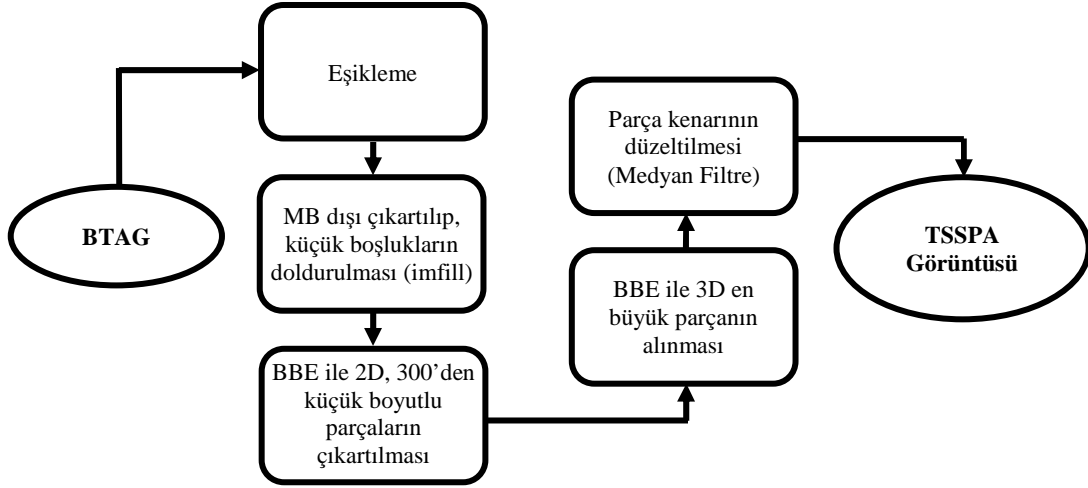 BTAG
Eşikleme
MB dışı çıkartılıp,
küçük boşlukların
doldurulması (imfill)
BBE ile 2D, 300’den
küçük boyutlu
parçaların
çıkartılması
BBE ile 3D en
büyük parçanın
alınması
Parça kenarının
düzeltilmesi
(Medyan Filtre)
TSSPA
Görüntüsü